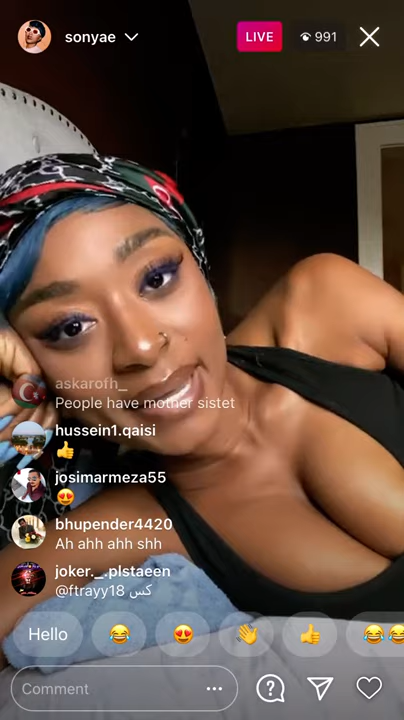 sonyae
LIVE
991
askarofh_
People have mother sistet
hussein1.qaisi
👍
josimarmeza55
😍
bhupender4420
Ah ahh ahh shh
joker._.plstaeen
@ftrayy18 كس
Hello 😂 😍 👋 👍 😂😂
Comment